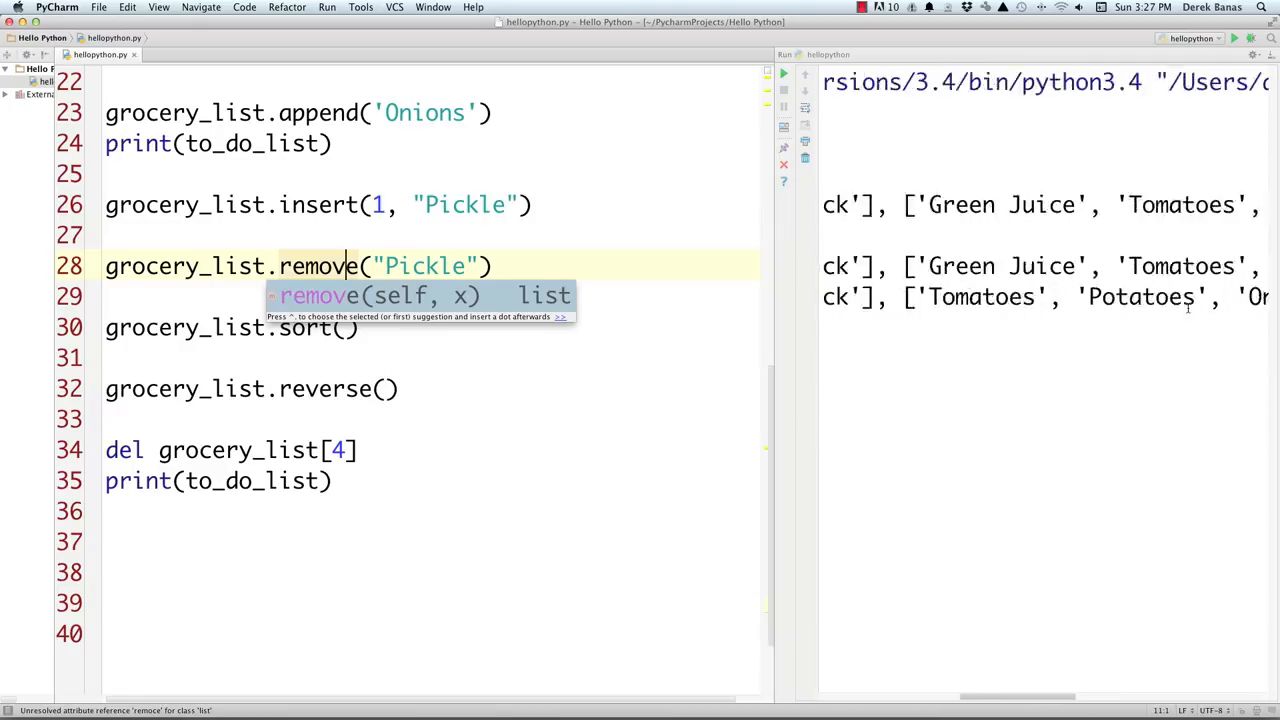 PyCharm File Edit View Navigate Code Refactor Run Tools VCS Window Help 10 Sun 3:27 PM Derek Banas
hellopython.py - Hello Python - [~/PycharmProjects/Hello Python]
Hello Python hellopython.py hellopython
hellopython.py Run hellopython
Hello P
hell
Externa
22
23 grocery_list.append('Onions')
24 print(to_do_list)
25
26 grocery_list.insert(1, "Pickle")
27
28 grocery_list.remove("Pickle")
29 remove(self, x) list
Press ^. to choose the selected (or first) suggestion and insert a dot afterwards >>
30 grocery_list.sort()
31
32 grocery_list.reverse()
33
34 del grocery_list[4]
35 print(to_do_list)
36
37
38
39
40
rsions/3.4/bin/python3.4 "/Users/d
ck'], ['Green Juice', 'Tomatoes',
ck'], ['Green Juice', 'Tomatoes',
ck'], ['Tomatoes', 'Potatoes', 'On
Unresolved attribute reference 'remoce' for class 'list' 11:1 LF UTF-8